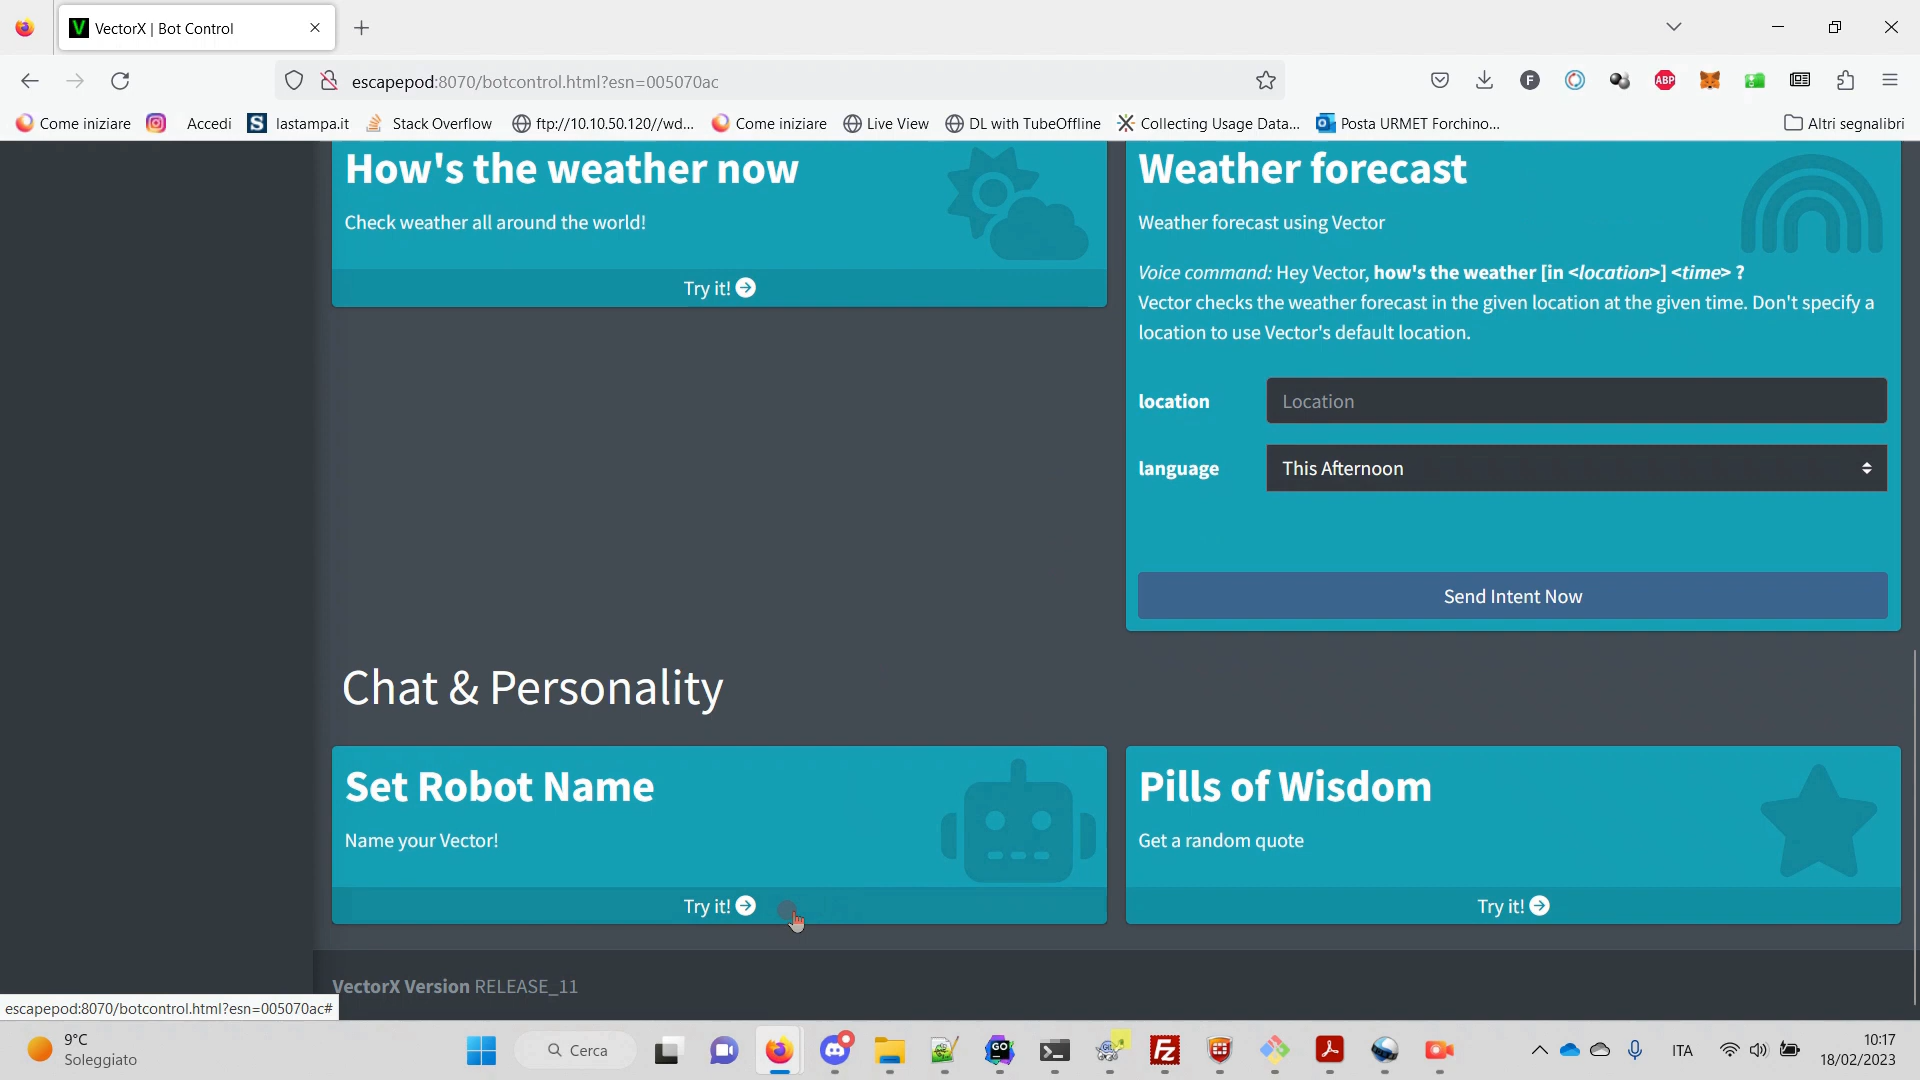 VectorX | Bot Control
escapepod:8070/botcontrol.html?esn=005070ac
F ABP
Come iniziare Accedi S lastampa.it Stack Overflow ftp://10.10.50.120//wd... Come iniziare Live View DL with TubeOffline Collecting Usage Data... Posta URMET Forchino... Altri segnalibri
How's the weather now
Check weather all around the world!
Try it!
Weather forecast
Weather forecast using Vector
Voice command: Hey Vector, how's the weather [in <location>] <time> ?
Vector checks the weather forecast in the given location at the given time. Don't specify a
location to use Vector's default location.
location Location
language This Afternoon
Send Intent Now
Chat & Personality
Set Robot Name
Name your Vector!
Try it!
Pills of Wisdom
Get a random quote
Try it!
VectorX Version RELEASE_11
escapepod:8070/botcontrol.html?esn=005070ac#
9°C
Soleggiato
Cerca
GO
Fz
ITA
10:17
18/02/2023